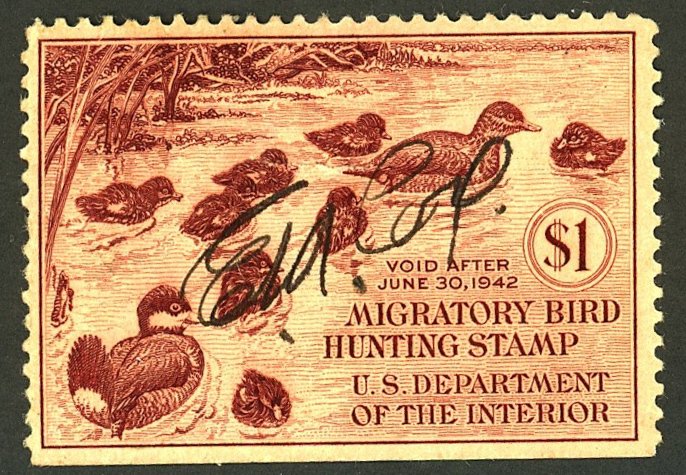 $1
VOID AFTER
JUNE 30, 1942
MIGRATORY BIRD
HUNTING STAMP
U.S. DEPARTMENT
OF THE INTERIOR